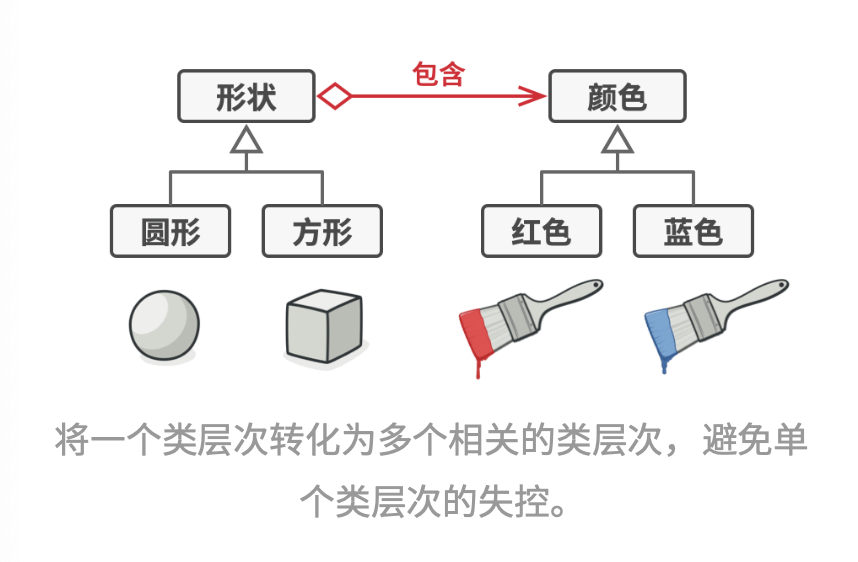 包含
形状
颜色
圆形
方形
红色
蓝色
将一个类层次转化为多个相关的类层次，避免单
个类层次的失控。